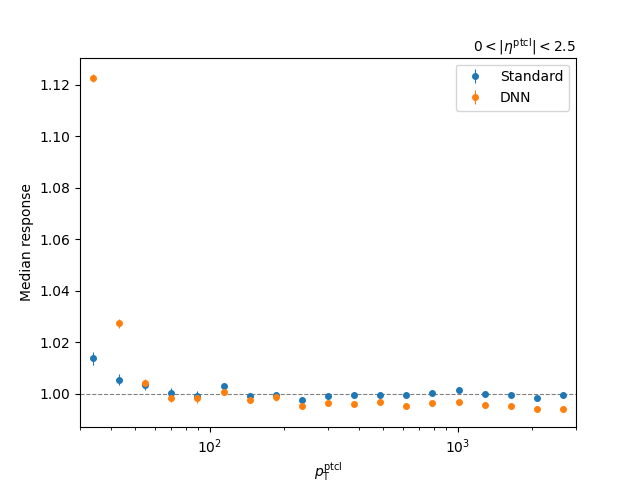 0 < |η^ptcl| < 2.5
Standard
DNN
Median response
1.12
1.10
1.08
1.06
1.04
1.02
1.00
10^2
10^3
p_T^ptcl